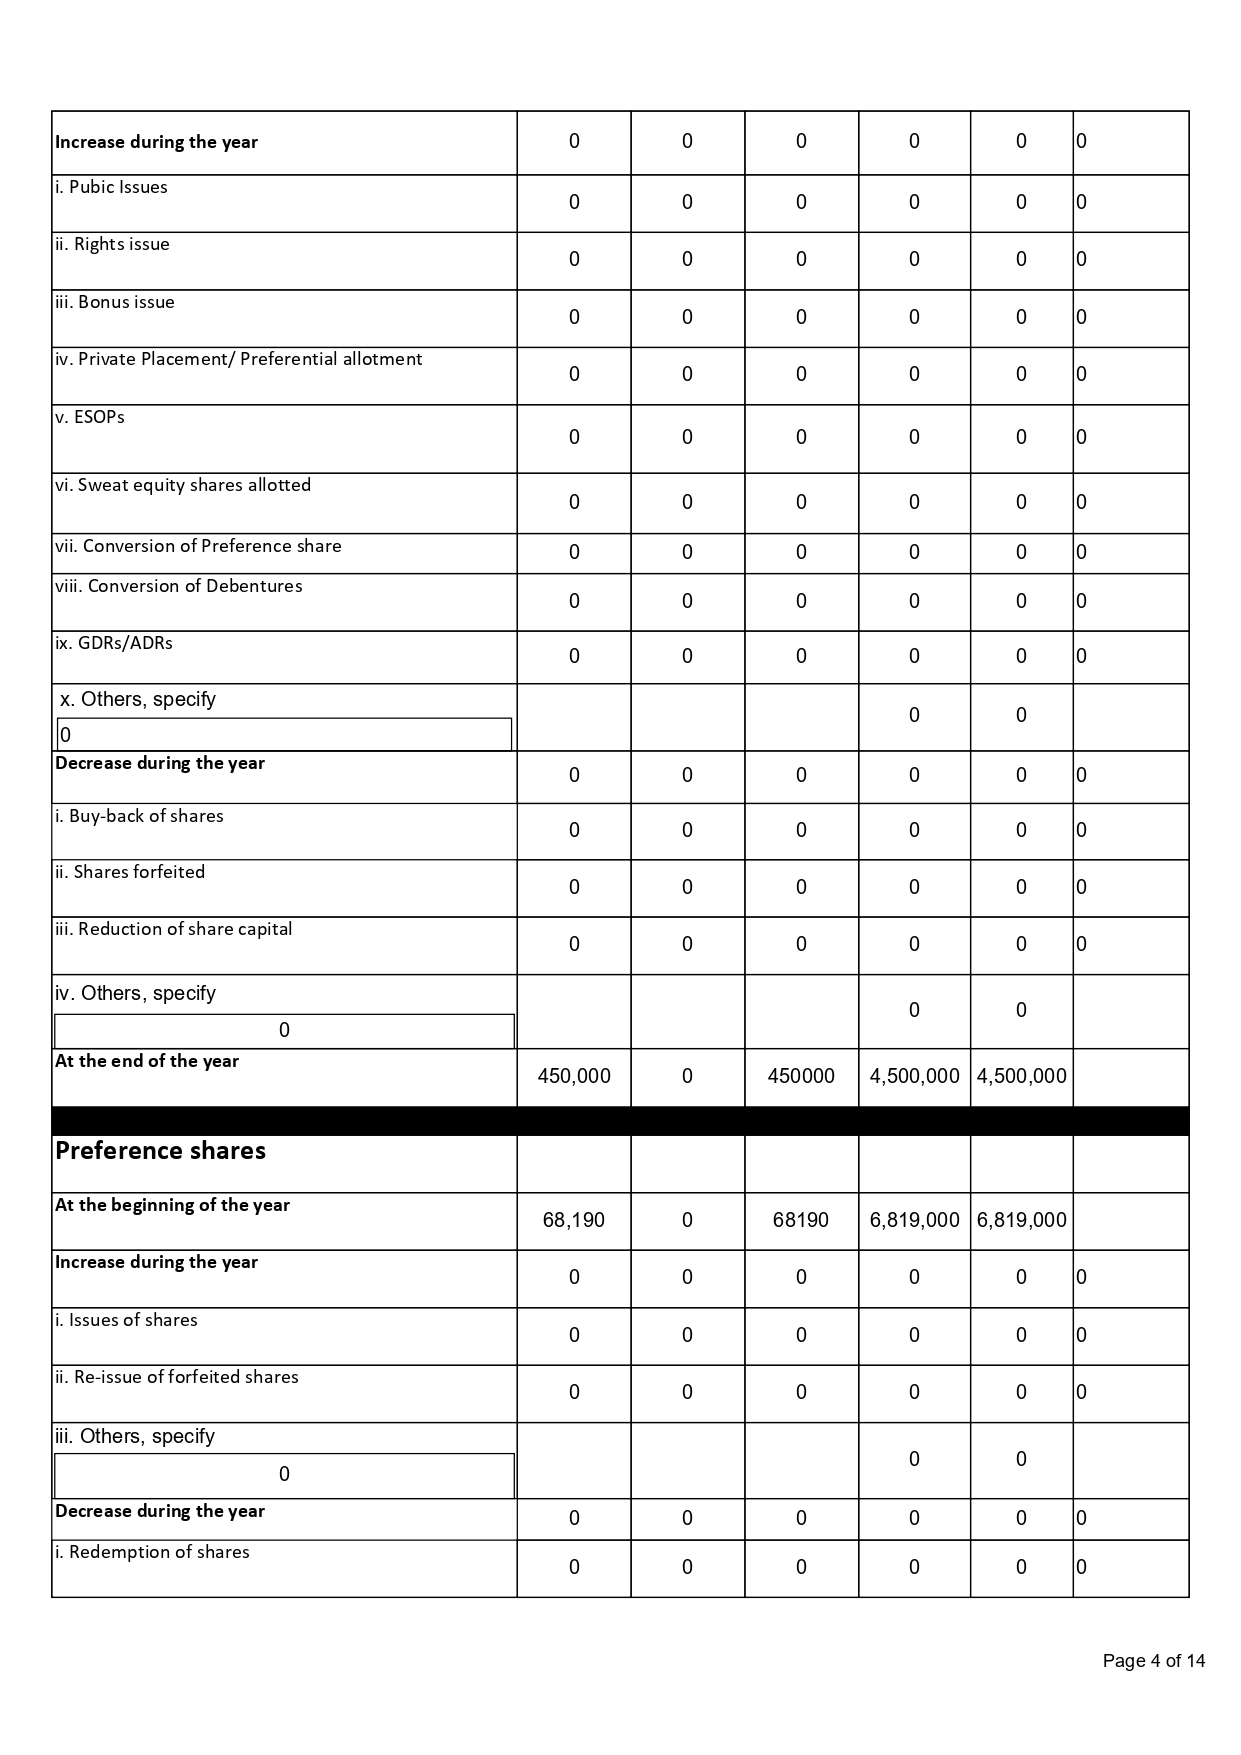 Increase during the year 0 0 0 0 0 0
i. Pubic Issues 0 0 0 0 0 0
ii. Rights issue 0 0 0 0 0 0
iii. Bonus issue 0 0 0 0 0 0
iv. Private Placement/ Preferential allotment 0 0 0 0 0 0
v. ESOPs 0 0 0 0 0 0
vi. Sweat equity shares allotted 0 0 0 0 0 0
vii. Conversion of Preference share 0 0 0 0 0 0
viii. Conversion of Debentures 0 0 0 0 0 0
ix. GDRs/ADRs 0 0 0 0 0 0
x. Others, specify 0 0
0
Decrease during the year 0 0 0 0 0 0
i. Buy-back of shares 0 0 0 0 0 0
ii. Shares forfeited 0 0 0 0 0 0
iii. Reduction of share capital 0 0 0 0 0 0
iv. Others, specify 0 0
0
At the end of the year 450,000 0 450000 4,500,000 4,500,000
Preference shares
At the beginning of the year 68,190 0 68190 6,819,000 6,819,000
Increase during the year 0 0 0 0 0 0
i. Issues of shares 0 0 0 0 0 0
ii. Re-issue of forfeited shares 0 0 0 0 0 0
iii. Others, specify 0 0
0
Decrease during the year 0 0 0 0 0 0
i. Redemption of shares 0 0 0 0 0 0
Page 4 of 14